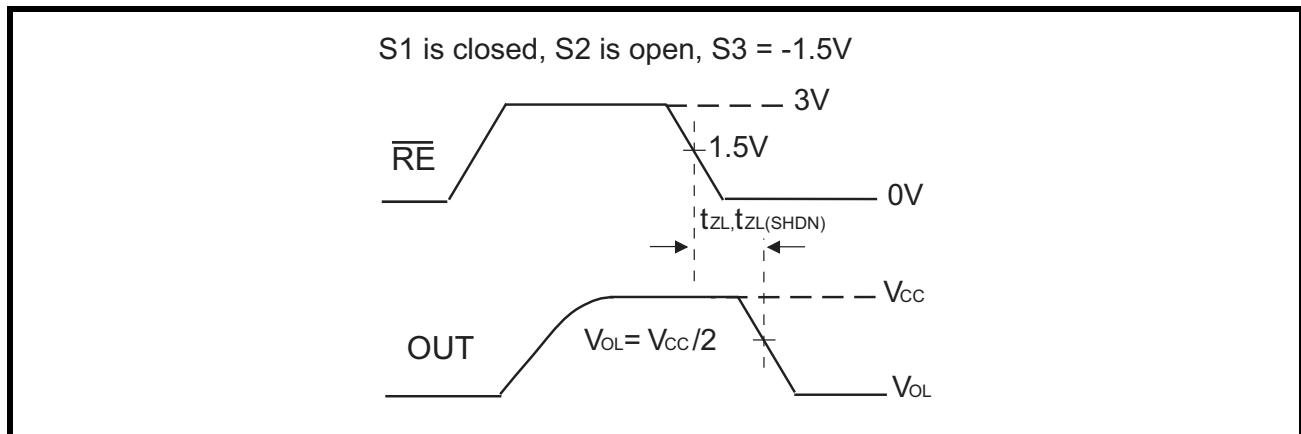 S1 is closed, S2 is open, S3 = -1.5V
3V
RE
1.5V
0V
tZL,tZL(SHDN)
VCC
OUT
VOL= VCC/2
VOL